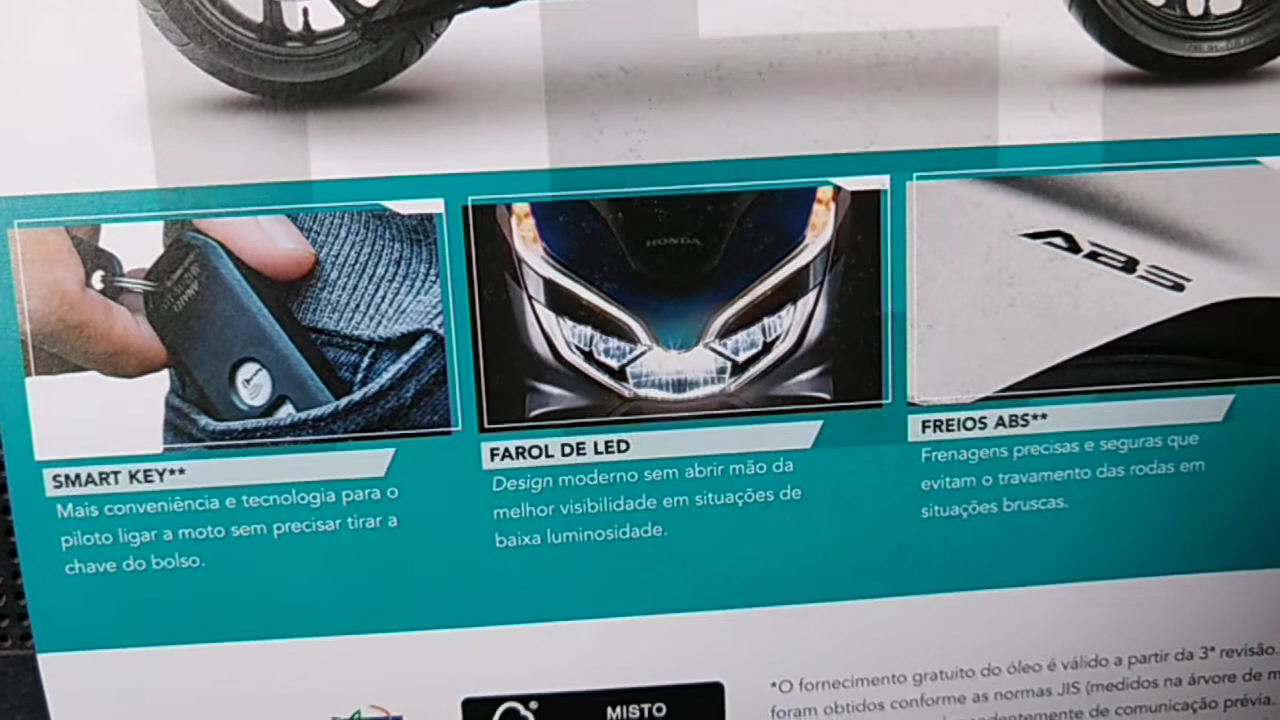 HONDA
ABS
SMART KEY**
Mais conveniência e tecnologia para o
piloto ligar a moto sem precisar tirar a
chave do bolso.
FAROL DE LED
Design moderno sem abrir mão da
melhor visibilidade em situações de
baixa luminosidade.
FREIOS ABS**
Frenagens precisas e seguras que
evitam o travamento das rodas em
situações bruscas.
*O fornecimento gratuito do óleo é válido a partir da 3ª revisão.
foram obtidos conforme as normas JIS (medidos na árvore de m
dentemente de comunicação prévia.
MISTO